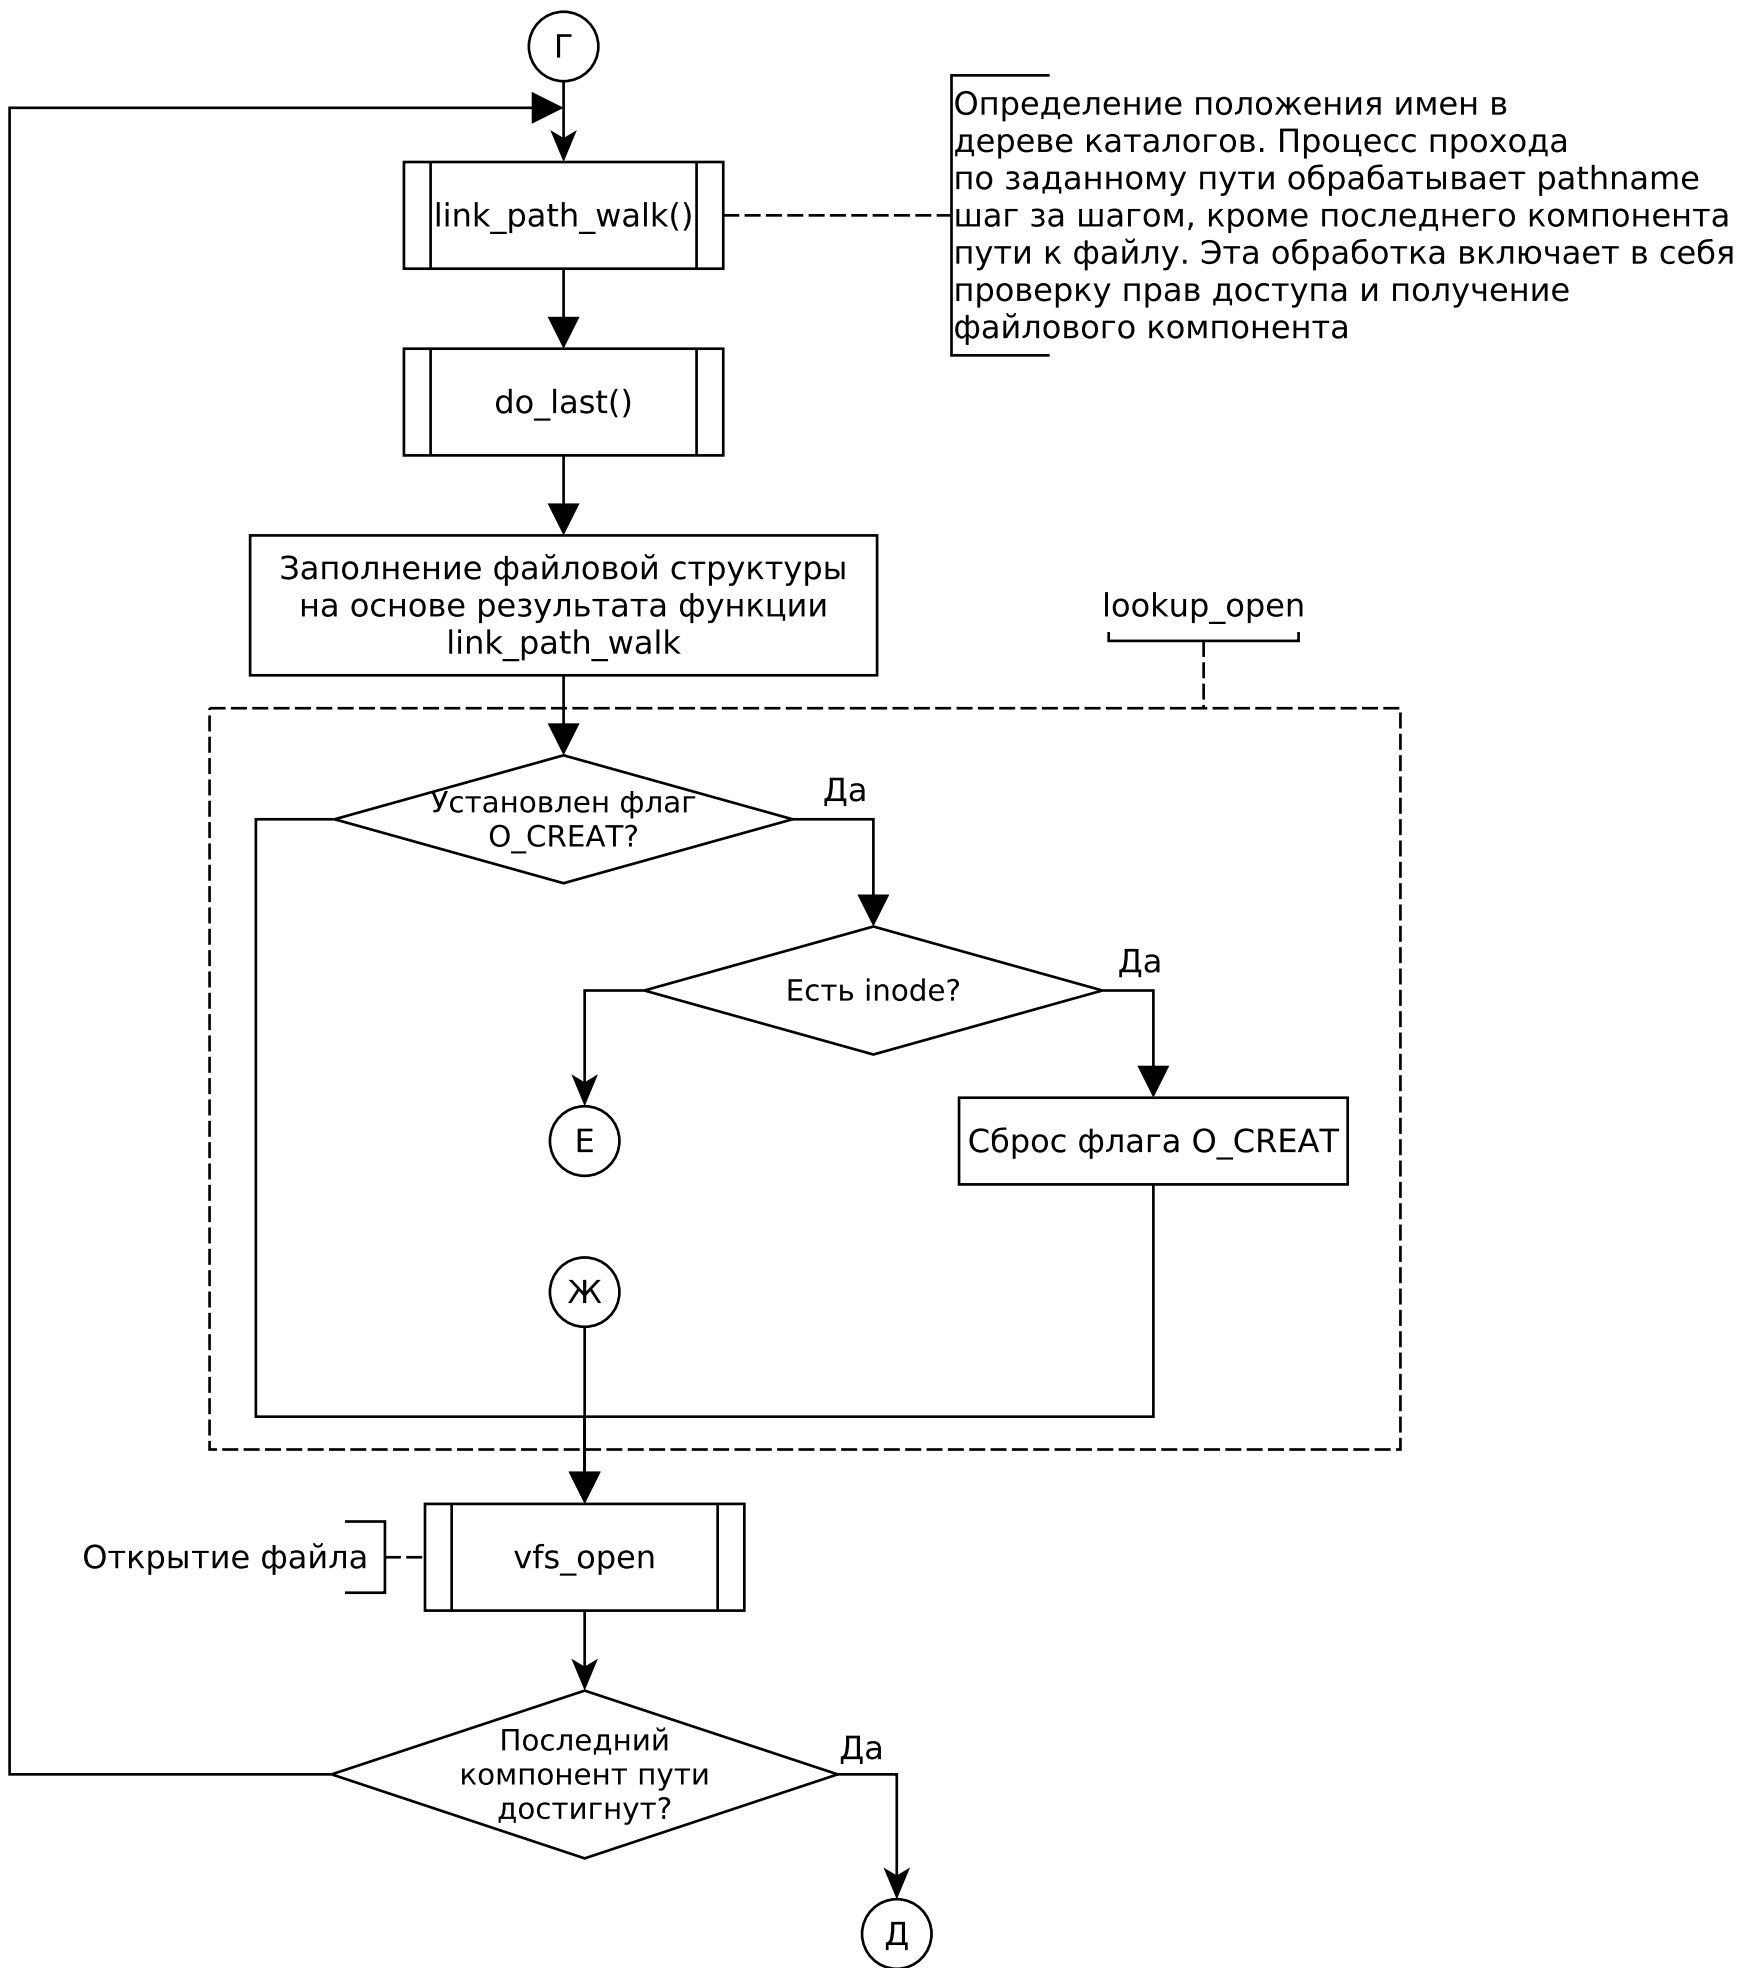 Г
Определение положения имен в
дереве каталогов. Процесс прохода
по заданному пути обрабатывает pathname
шаг за шагом, кроме последнего компонента
пути к файлу. Эта обработка включает в себя
проверку прав доступа и получение
файлового компонента
link_path_walk()
do_last()
Заполнение файловой структуры
на основе результата функции
link_path_walk
lookup_open
Установлен флаг
O_CREAT?
Да
Есть inode?
Да
Е
Сброс флага O_CREAT
Ж
Открытие файла
vfs_open
Последний
компонент пути
достигнут?
Да
Д